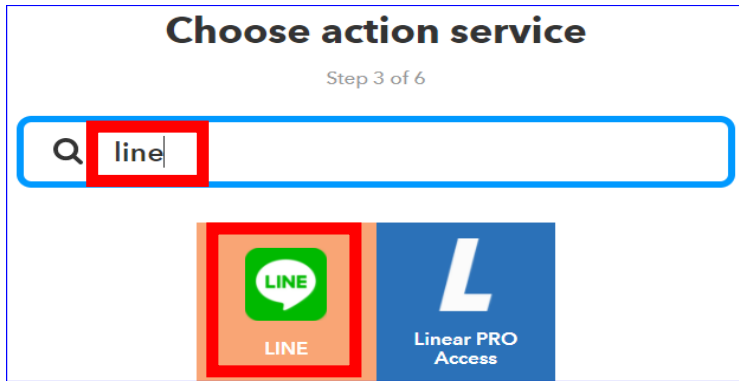 Choose action service
Step 3 of 6
line
LINE
LINE
Linear PRO
Access